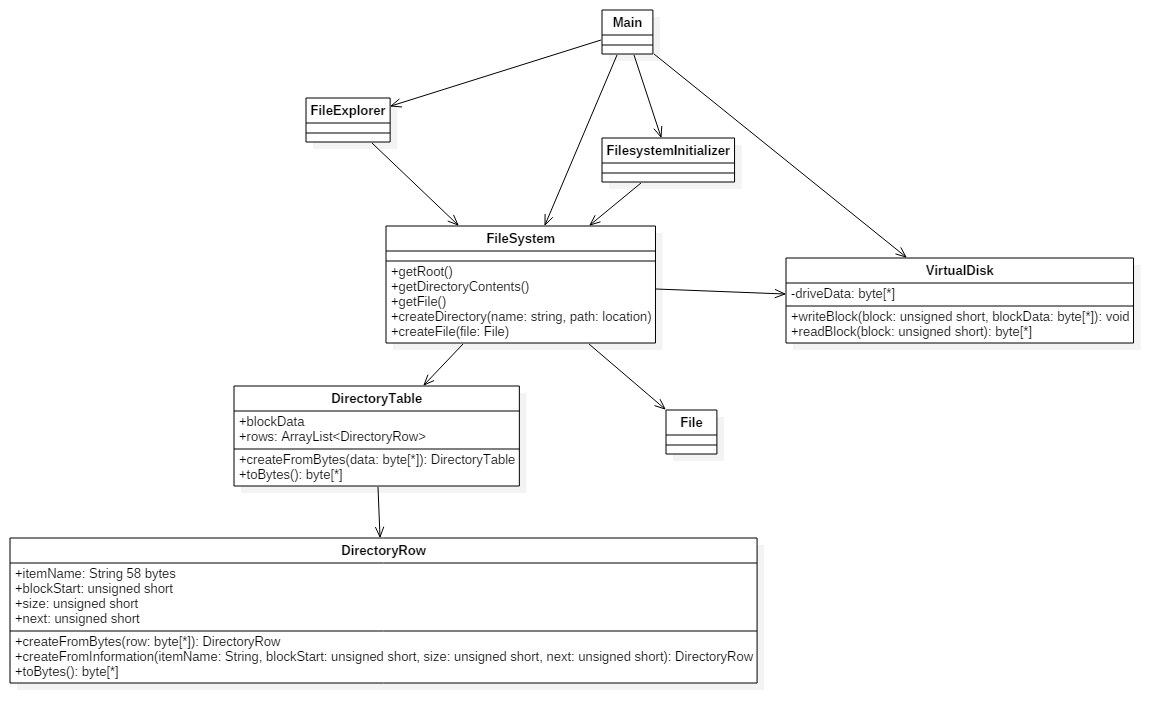 Main
FileExplorer
FilesystemInitializer
FileSystem
+getRoot()
+getDirectoryContents()
+getFile()
+createDirectory(name: string, path: location)
+createFile(file: File)
VirtualDisk
-driveData: byte[*]
+writeBlock(block: unsigned short, blockData: byte[*]): void
+readBlock(block: unsigned short): byte[*]
DirectoryTable
+blockData
+rows: ArrayList<DirectoryRow>
+createFromBytes(data: byte[*]): DirectoryTable
+toBytes(): byte[*]
File
DirectoryRow
+itemName: String 58 bytes
+blockStart: unsigned short
+size: unsigned short
+next: unsigned short
+createFromBytes(row: byte[*]): DirectoryRow
+createFromInformation(itemName: String, blockStart: unsigned short, size: unsigned short, next: unsigned short): DirectoryRow
+toBytes(): byte[*]